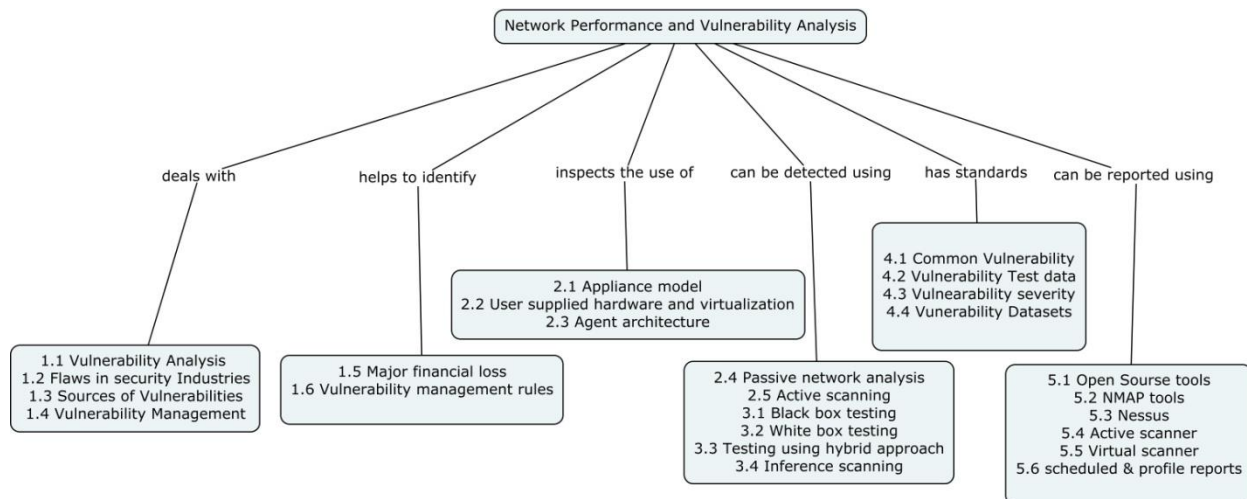 Network Performance and Vulnerability Analysis
deals with
helps to identify
inspects the use of
can be detected using
has standards
can be reported using
1.1 Vulnerability Analysis
1.2 Flaws in security Industries
1.3 Sources of Vulnerabilities
1.4 Vulnerability Management
1.5 Major financial loss
1.6 Vulnerability management rules
2.1 Appliance model
2.2 User supplied hardware and virtualization
2.3 Agent architecture
2.4 Passive network analysis
2.5 Active scanning
3.1 Black box testing
3.2 White box testing
3.3 Testing using hybrid approach
3.4 Inference scanning
4.1 Common Vulnerability
4.2 Vulnerability Test data
4.3 Vulnearability severity
4.4 Vunerability Datasets
5.1 Open Sourse tools
5.2 NMAP tools
5.3 Nessus
5.4 Active scanner
5.5 Virtual scanner
5.6 scheduled & profile reports